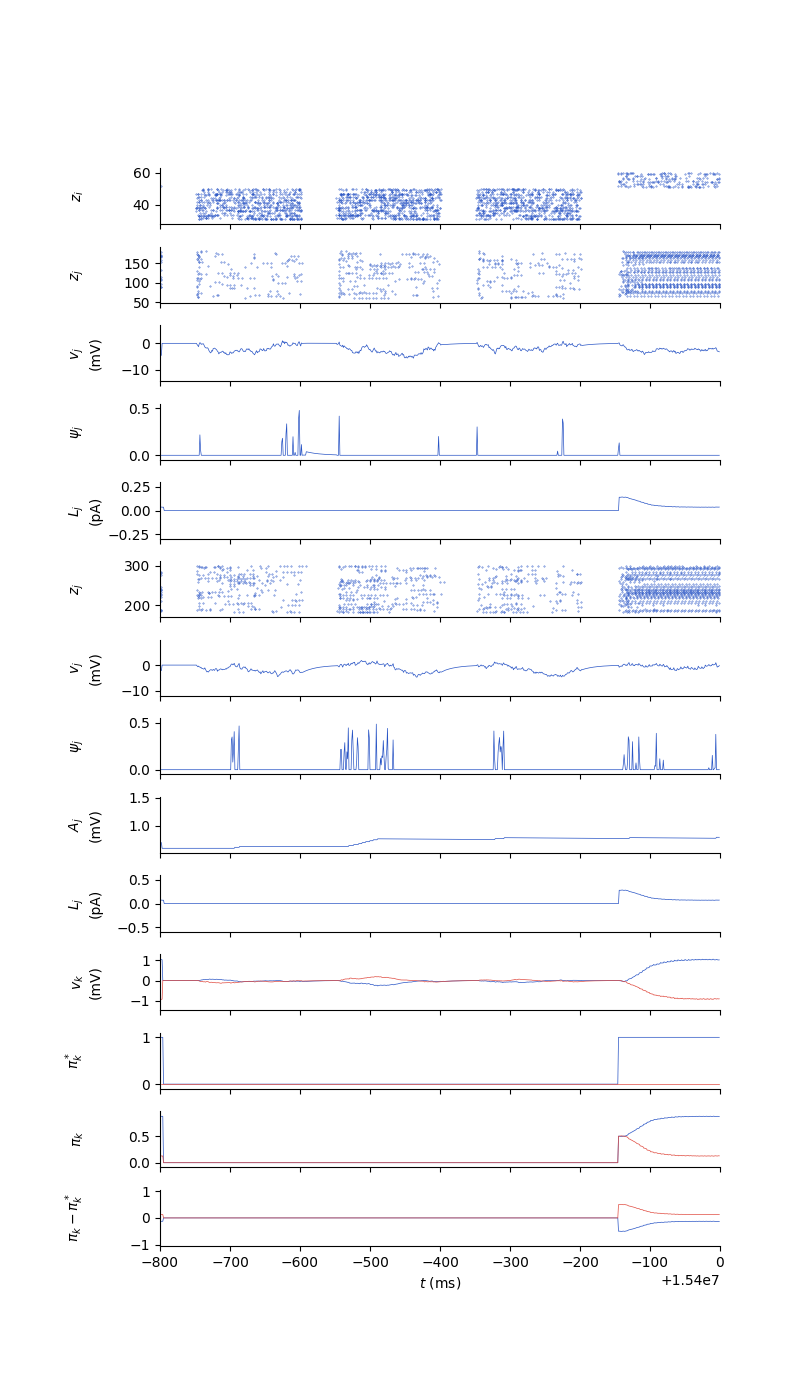 60
40
z_i
150
100
50
z_j
0
−10
v_j
(mV)
0.5
0.0
ψ_j
0.25
0.00
−0.25
L_j
(pA)
300
200
z_j
0
−10
v_j
(mV)
0.5
0.0
ψ_j
1.5
1.0
A_j
(mV)
0.5
0.0
−0.5
L_j
(pA)
1
0
−1
v_k
(mV)
1
0
π_k^*
0.5
0.0
π_k
1
0
−1
π_k − π_k^*
−800 −700 −600 −500 −400 −300 −200 −100 0
t (ms)
+1.54e7